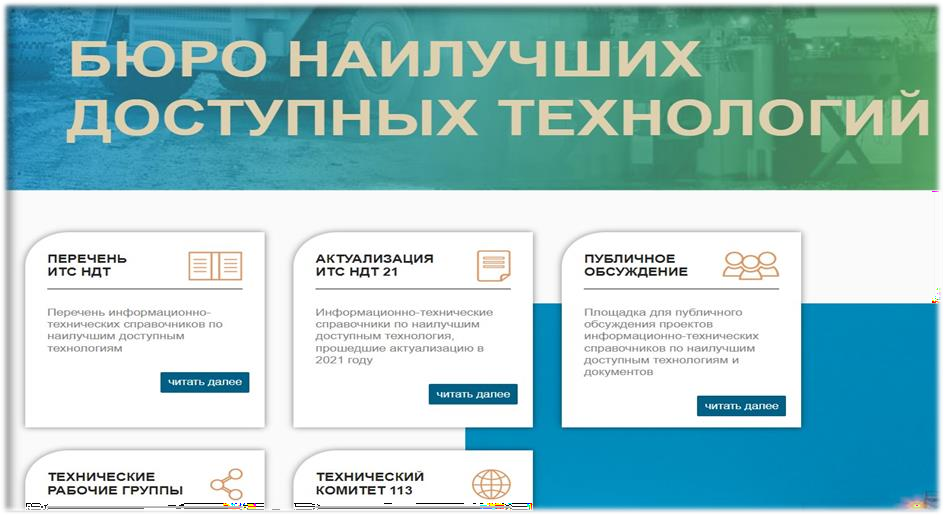 БЮРО НАИЛУЧШИХ
ДОСТУПНЫХ ТЕХНОЛОГИЙ
ПЕРЕЧЕНЬ
ИТС НДТ
Перечень информационно-
технических справочников по
наилучшим доступным
технологиям
читать далее
АКТУАЛИЗАЦИЯ
ИТС НДТ 21
Информационно-технические
справочники по наилучшим
доступным технология,
прошедшие актуализацию в
2021 году
читать далее
ПУБЛИЧНОЕ
ОБСУЖДЕНИЕ
Площадка для публичного
обсуждения проектов
информационно-технических
справочников по наилучшим
доступным технологиям и
документов
читать далее
ТЕХНИЧЕСКИЕ
РАБОЧИЕ ГРУППЫ
ТЕХНИЧЕСКИЙ
КОМИТЕТ 113